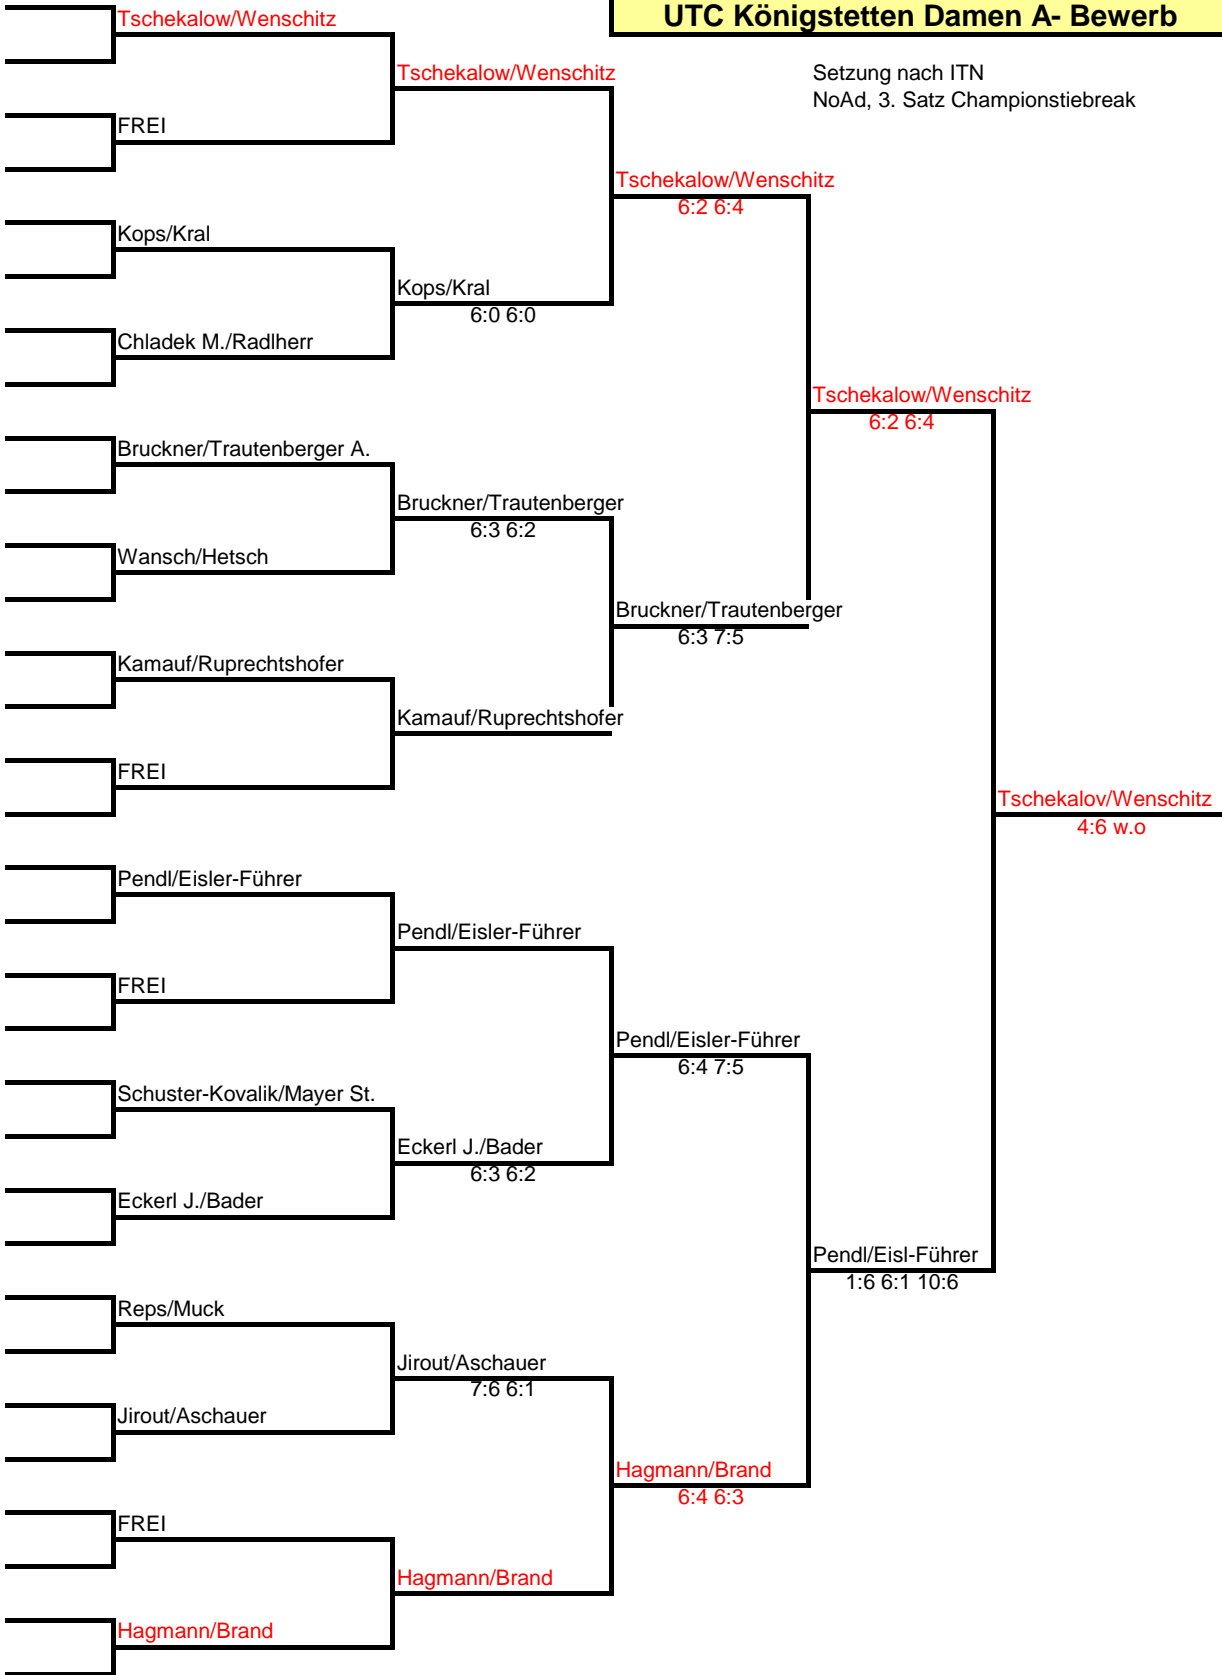 UTC Königstetten Damen A- Bewerb
Setzung nach ITN
NoAd, 3. Satz Championstiebreak
Tschekalow/Wenschitz
FREI
Kops/Kral
Chladek M./Radlherr
Bruckner/Trautenberger A.
Wansch/Hetsch
Kamauf/Ruprechtshofer
FREI
Pendl/Eisler-Führer
FREI
Schuster-Kovalik/Mayer St.
Eckerl J./Bader
Reps/Muck
Jirout/Aschauer
FREI
Hagmann/Brand
Tschekalow/Wenschitz
Kops/Kral
6:0 6:0
Bruckner/Trautenberger
6:3 6:2
Kamauf/Ruprechtshofer
Pendl/Eisler-Führer
Eckerl J./Bader
6:3 6:2
Jirout/Aschauer
7:6 6:1
Hagmann/Brand
Tschekalow/Wenschitz
6:2 6:4
Bruckner/Trautenberger
6:3 7:5
Pendl/Eisler-Führer
6:4 7:5
Hagmann/Brand
6:4 6:3
Tschekalow/Wenschitz
6:2 6:4
Pendl/Eisl-Führer
1:6 6:1 10:6
Tschekalov/Wenschitz
4:6 w.o